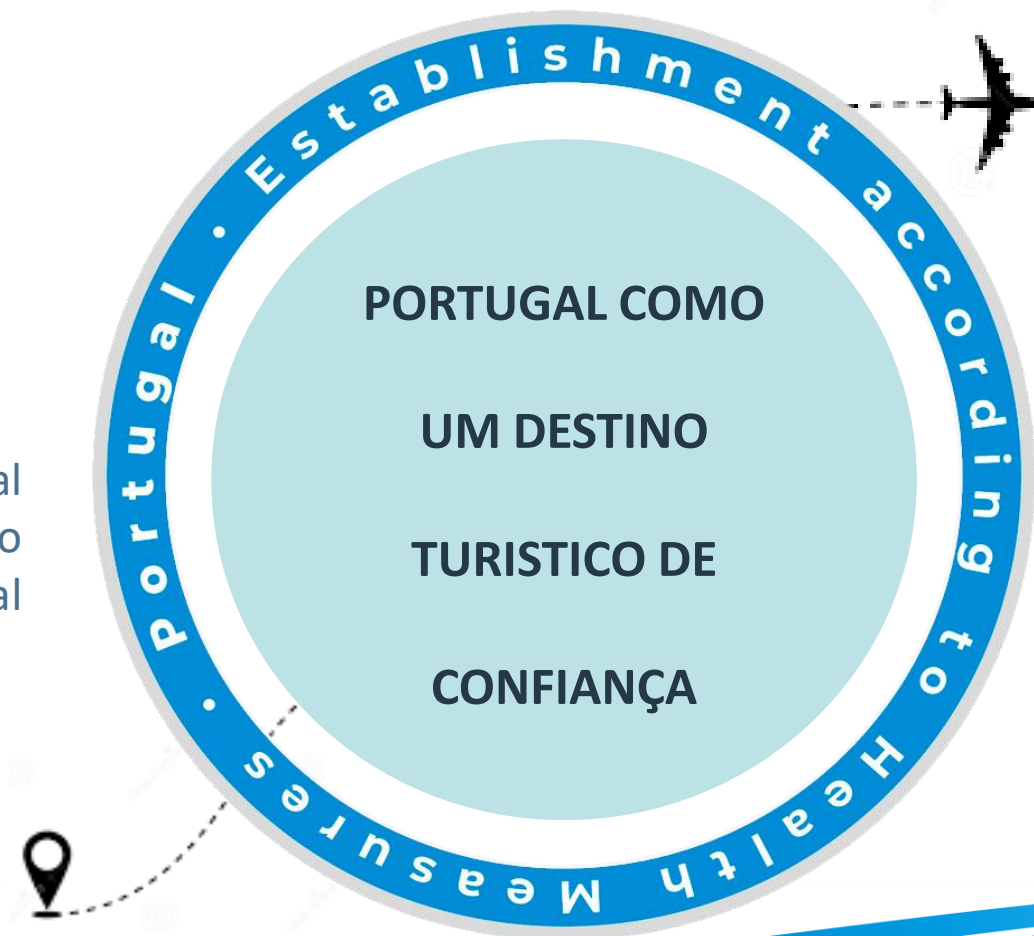 Portugal · Establishment according to Health Measures ·
PORTUGAL COMO
UM DESTINO
TURISTICO DE
CONFIANÇA